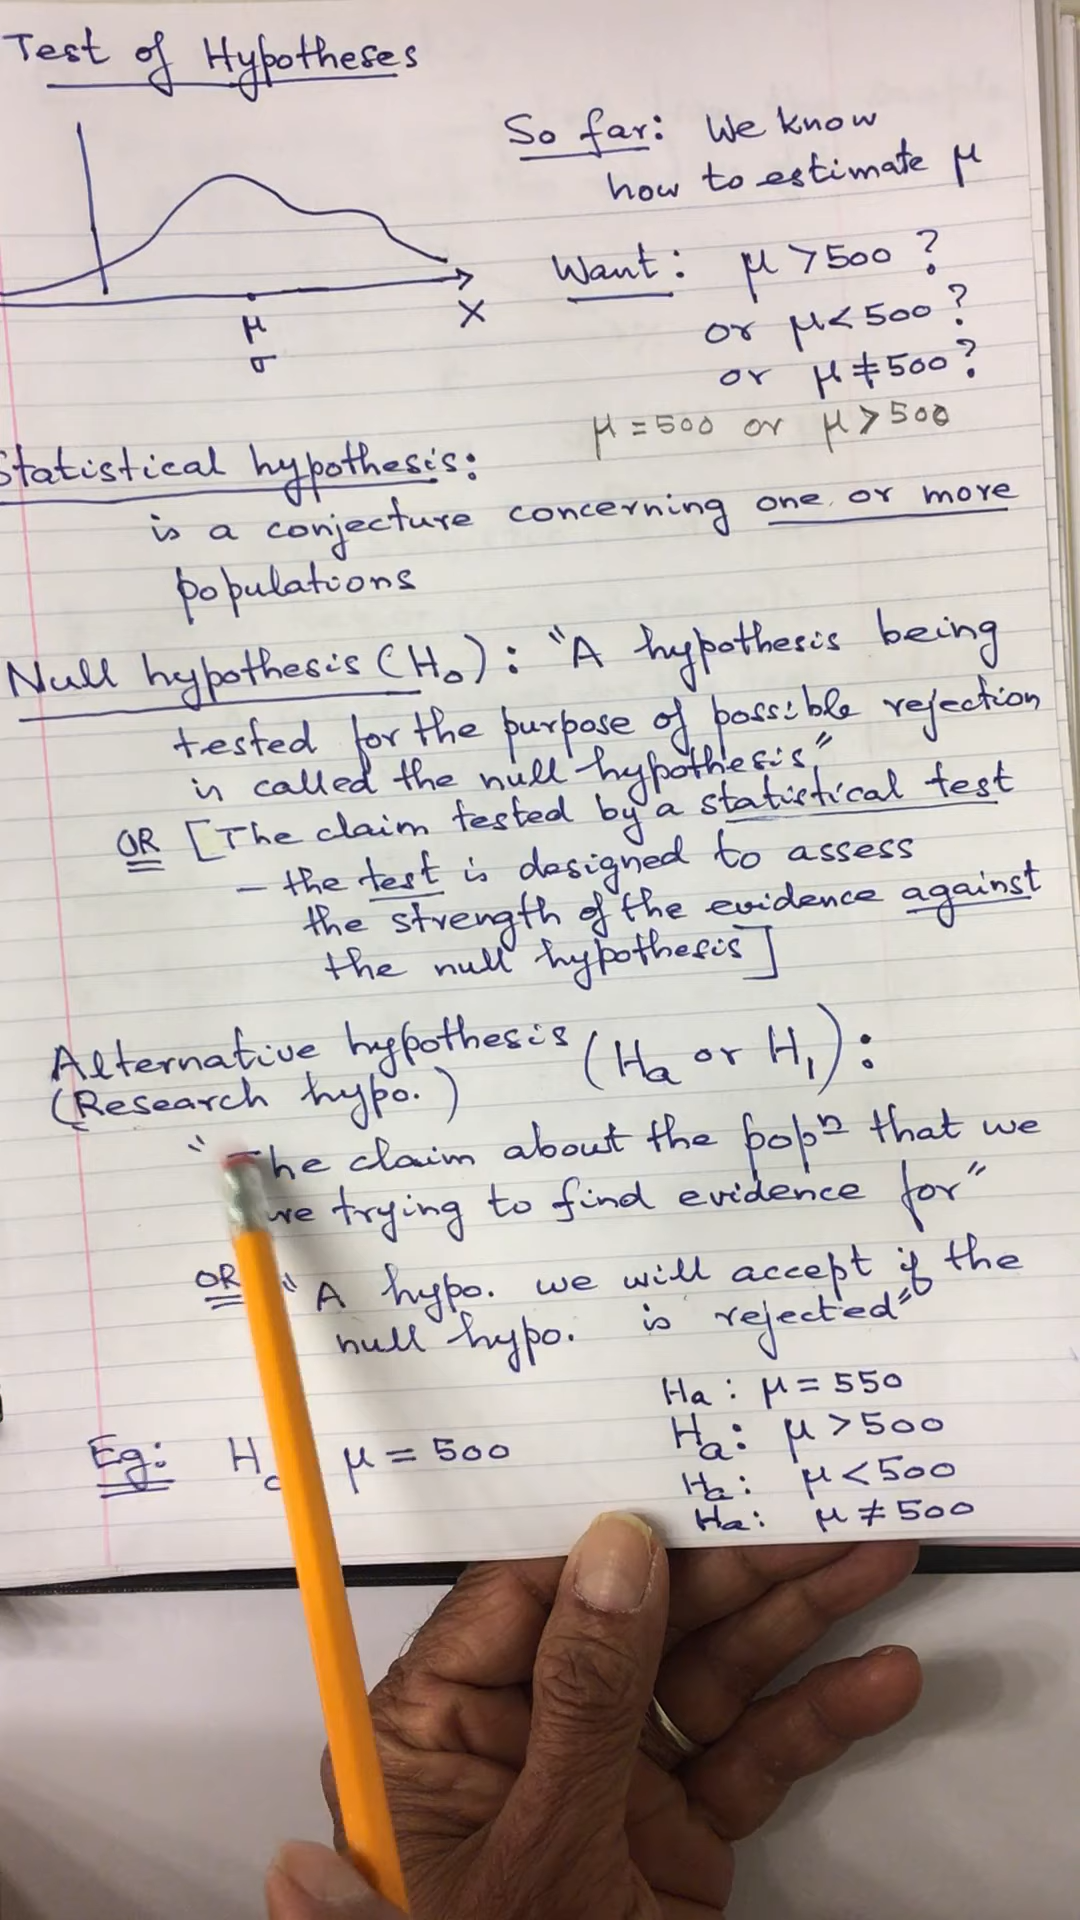 Test of Hypotheses
So far: We know
how to estimate μ
Want: μ > 500 ?
or μ < 500 ?
or μ ≠ 500 ?
μ = 500 or μ > 500
X
μ
σ
Statistical hypothesis:
is a conjecture concerning one or more
populations
Null hypothesis (H₀): "A hypothesis being
tested for the purpose of possible rejection
is called the null hypothesis"
OR [The claim tested by a statistical test
– the test is designed to assess
the strength of the evidence against
the null hypothesis]
Alternative hypothesis (Ha or H₁):
(Research hypo.)
"The claim about the popⁿ that we
are trying to find evidence for"
OR "A hypo. we will accept if the
null hypo. is rejected"
Ha: μ = 550
Eg: H₀ μ = 500 Ha: μ > 500
Ha: μ < 500
Ha: μ ≠ 500